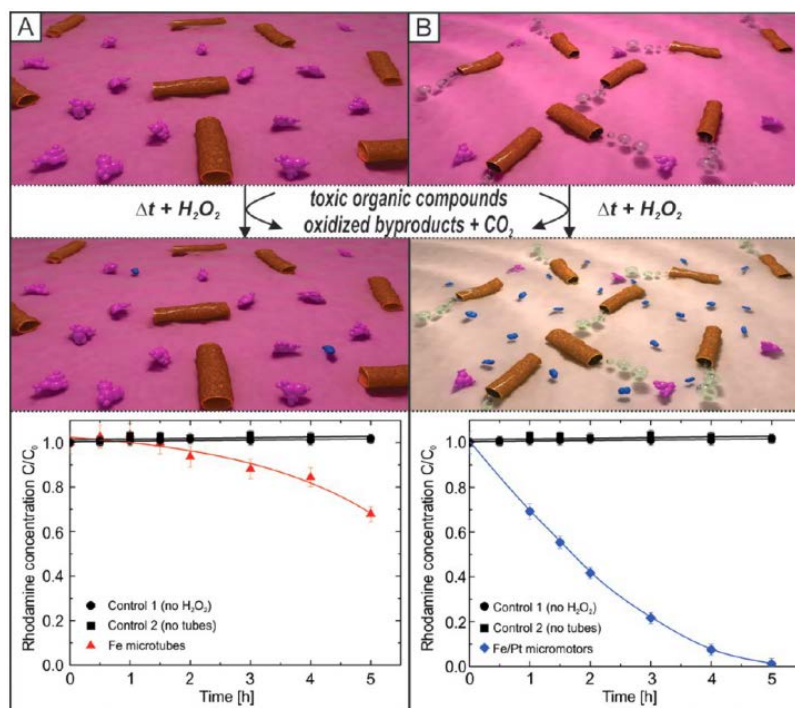 A
B
Δt + H₂O₂
toxic organic compounds
oxidized byproducts + CO₂
Δt + H₂O₂
Rhodamine concentration C/C₀
1.0
0.8
0.6
0.4
0.2
0.0
Control 1 (no H₂O₂)
Control 2 (no tubes)
Fe microtubes
0 1 2 3 4 5
Time [h]
Rhodamine concentration C/C₀
1.0
0.8
0.6
0.4
0.2
0.0
Control 1 (no H₂O₂)
Control 2 (no tubes)
Fe/Pt micromotors
0 1 2 3 4 5
Time [h]